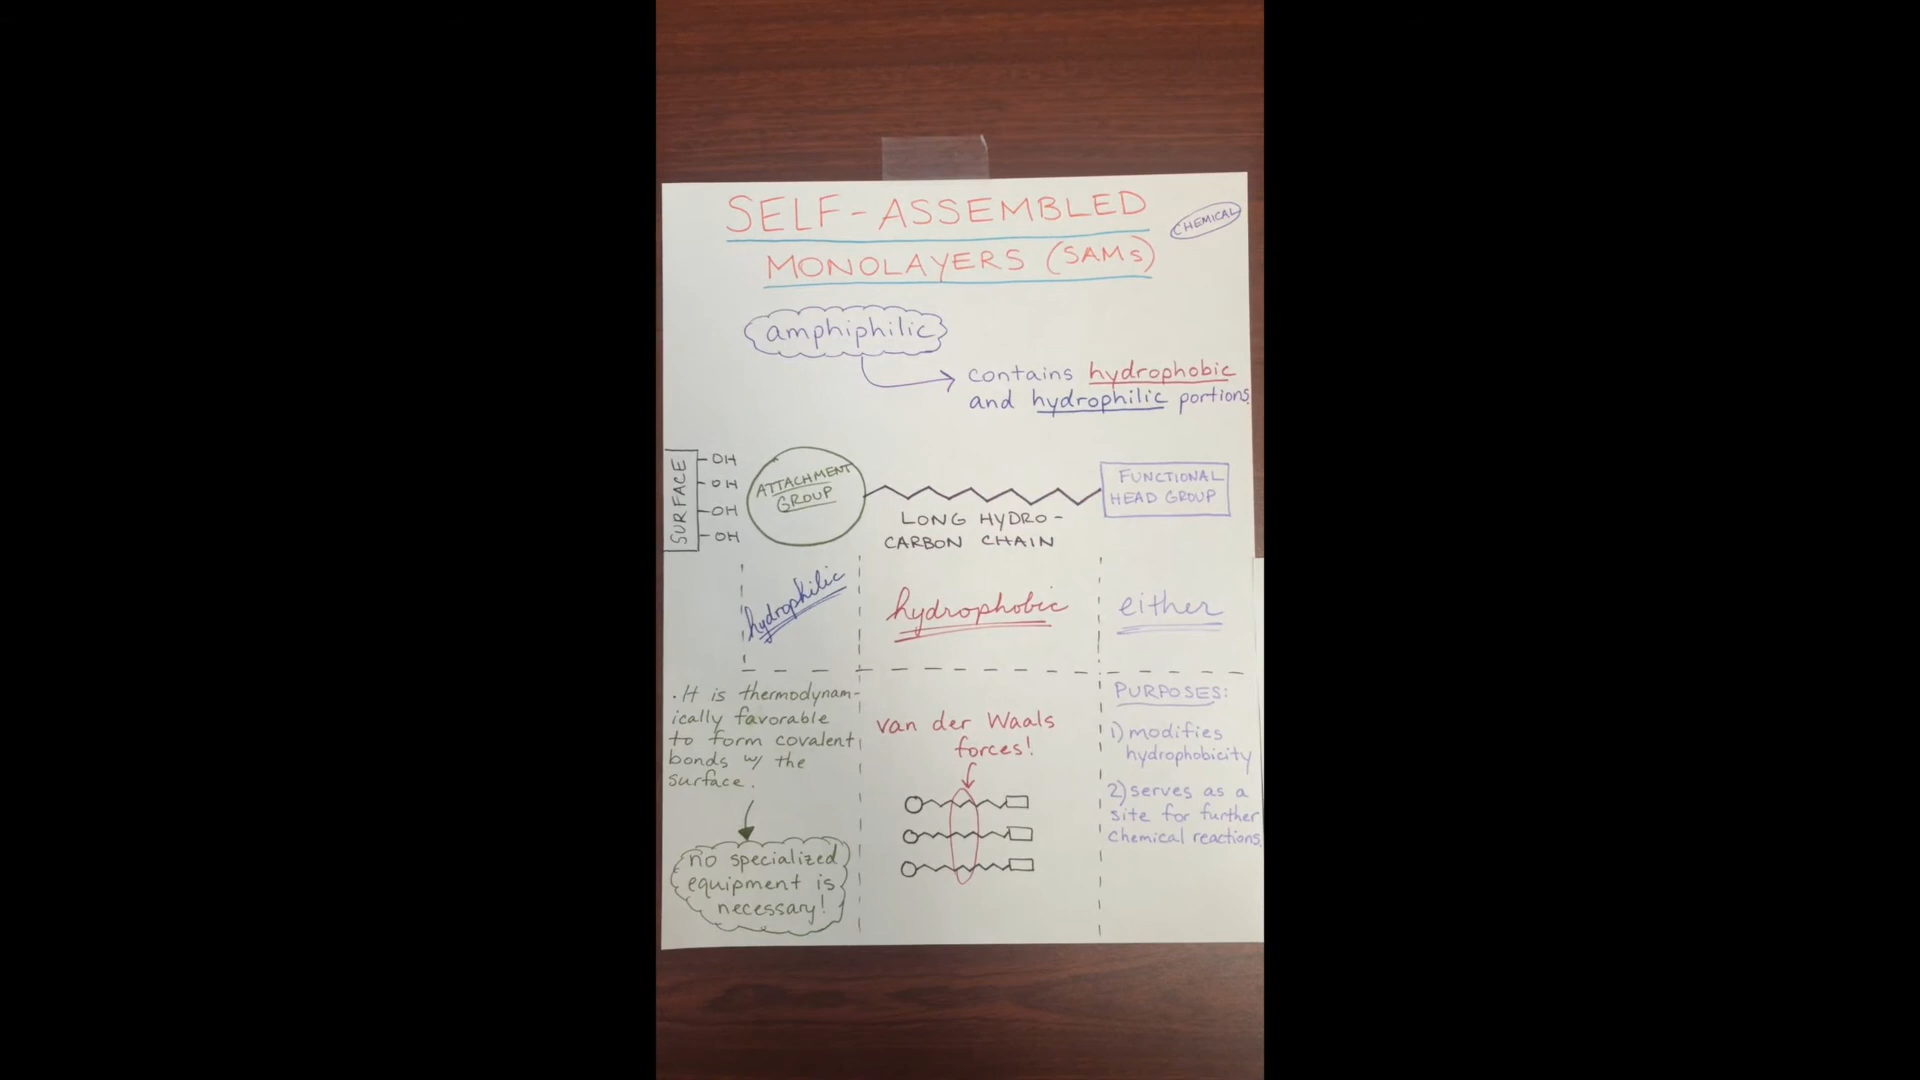 SELF-ASSEMBLED
MONOLAYERS (SAMs)
CHEMICAL
amphiphilic
contains hydrophobic
and hydrophilic portions.
SURFACE
-OH
-OH
-OH
-OH
ATTACHMENT
GROUP
LONG HYDRO-
CARBON CHAIN
FUNCTIONAL
HEAD GROUP
hydrophilic
hydrophobic
either
. It is thermodynam-
ically favorable
to form covalent
bonds w/ the
surface.
no specialized
equipment is
necessary!
van der Waals
forces!
PURPOSES:
1) modifies
hydrophobicity
2) serves as a
site for further
chemical reactions.